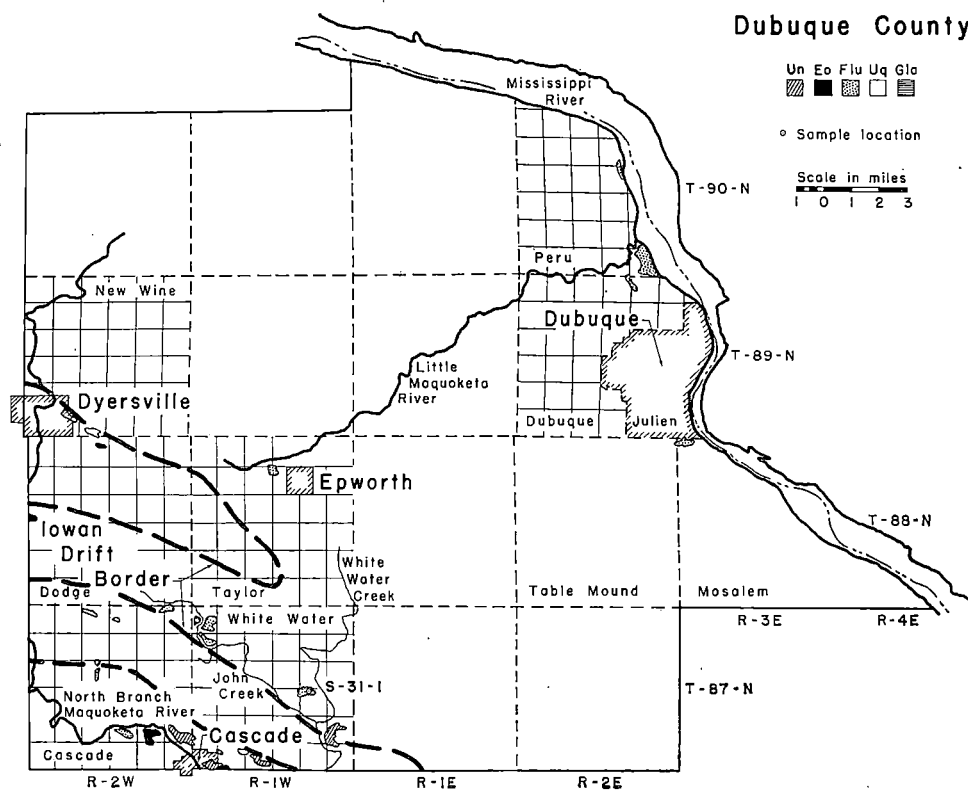 Dubuque County
Un Eo Flu Uq Gla
Sample location
Scale in miles
1 0 1 2 3
Mississippi
River
T-90-N
Peru
New Wine
Dubuque
T-89-N
Little
Maquoketa
River
Dyersville
Dubuque
Julien
Epworth
T-88-N
Iowan
Drift
Border
White
Water
Creek
Dodge
Taylor
Table Mound
Mosalem
White Water
R-3E
R-4E
John
Creek
S-31-1
T-87-N
North Branch
Maquoketa River
Cascade
Cascade
R-2W
R-1W
R-1E
R-2E